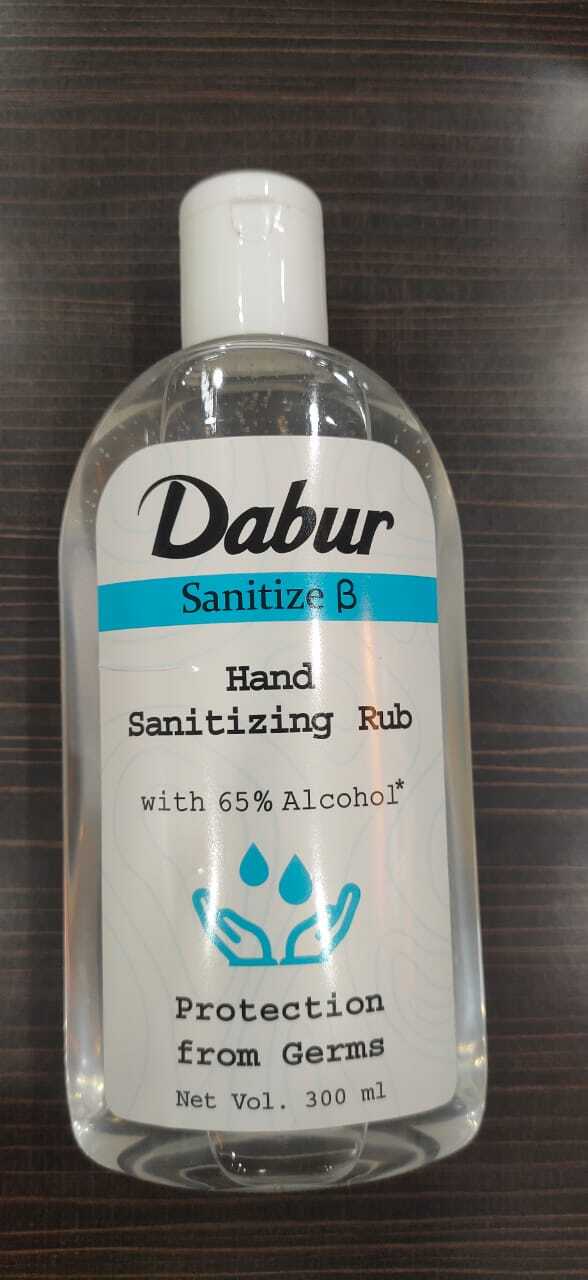 Dabur
Sanitize β
Hand
Sanitizing Rub
with 65% Alcohol*
Protection
from Germs
Net Vol. 300 ml